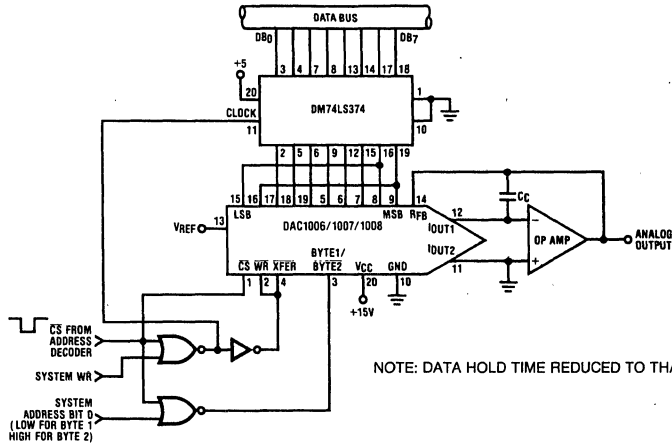 DATA BUS
DB0 DB7
3 4 7 8 13 14 17 18
+5
20 1
CLOCK DM74LS374
11 10
2 5 6 9 12 15 16 19
15 16 17 18 19 5 6 7 8 9 14
LSB MSB RFB
CC
VREF 13 DAC1006/1007/1008 IOUT1 12 −
OP AMP ANALOG
OUTPUT
IOUT2 11 +
BYTE1/
CS WR XFER BYTE2 VCC GND
1 2 4 3 20 10
+15V
CS FROM
ADDRESS
DECODER
SYSTEM WR
NOTE: DATA HOLD TIME REDUCED TO THA
SYSTEM
ADDRESS BIT 0
(LOW FOR BYTE 1
HIGH FOR BYTE 2)